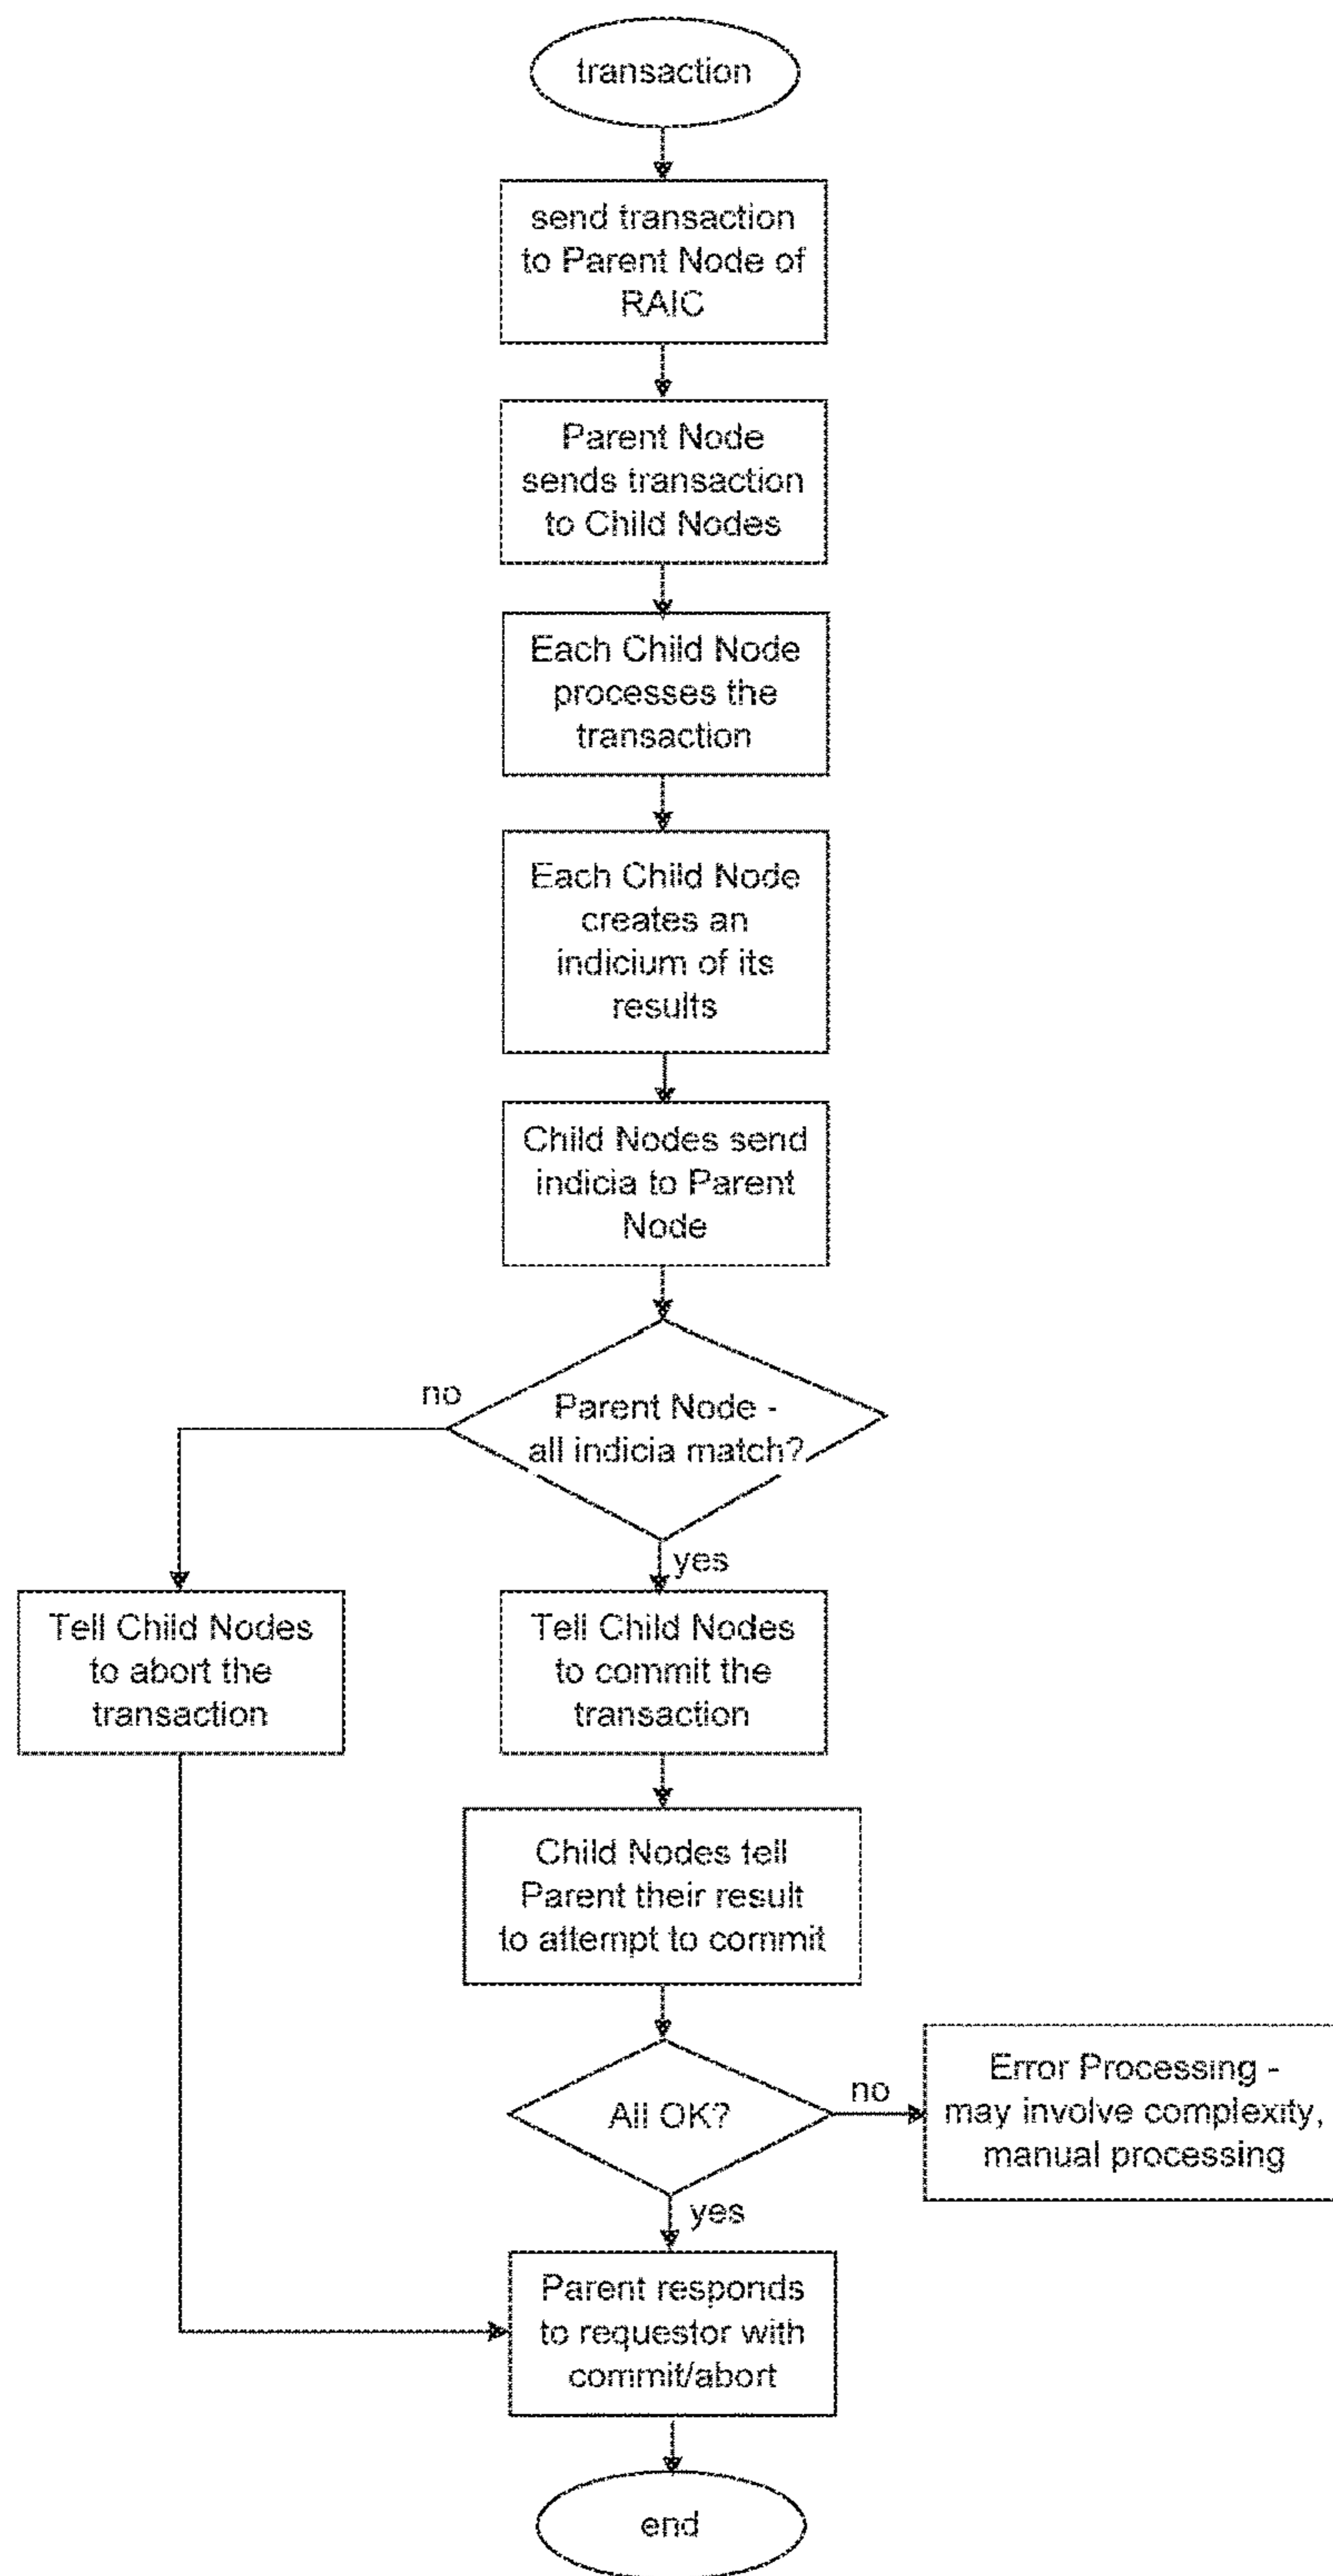 transaction
send transaction
to Parent Node of
RAIC
Parent Node
sends transaction
to Child Nodes
Each Child Node
processes the
transaction
Each Child Node
creates an
indicium of its
results
Child Nodes send
indicia to Parent
Node
no
Parent Node -
all indicia match?
yes
Tell Child Nodes
to abort the
transaction
Tell Child Nodes
to commit the
transaction
Child Nodes tell
Parent their result
to attempt to commit
All OK?
no
Error Processing -
may involve complexity,
manual processing
yes
Parent responds
to requestor with
commit/abort
end